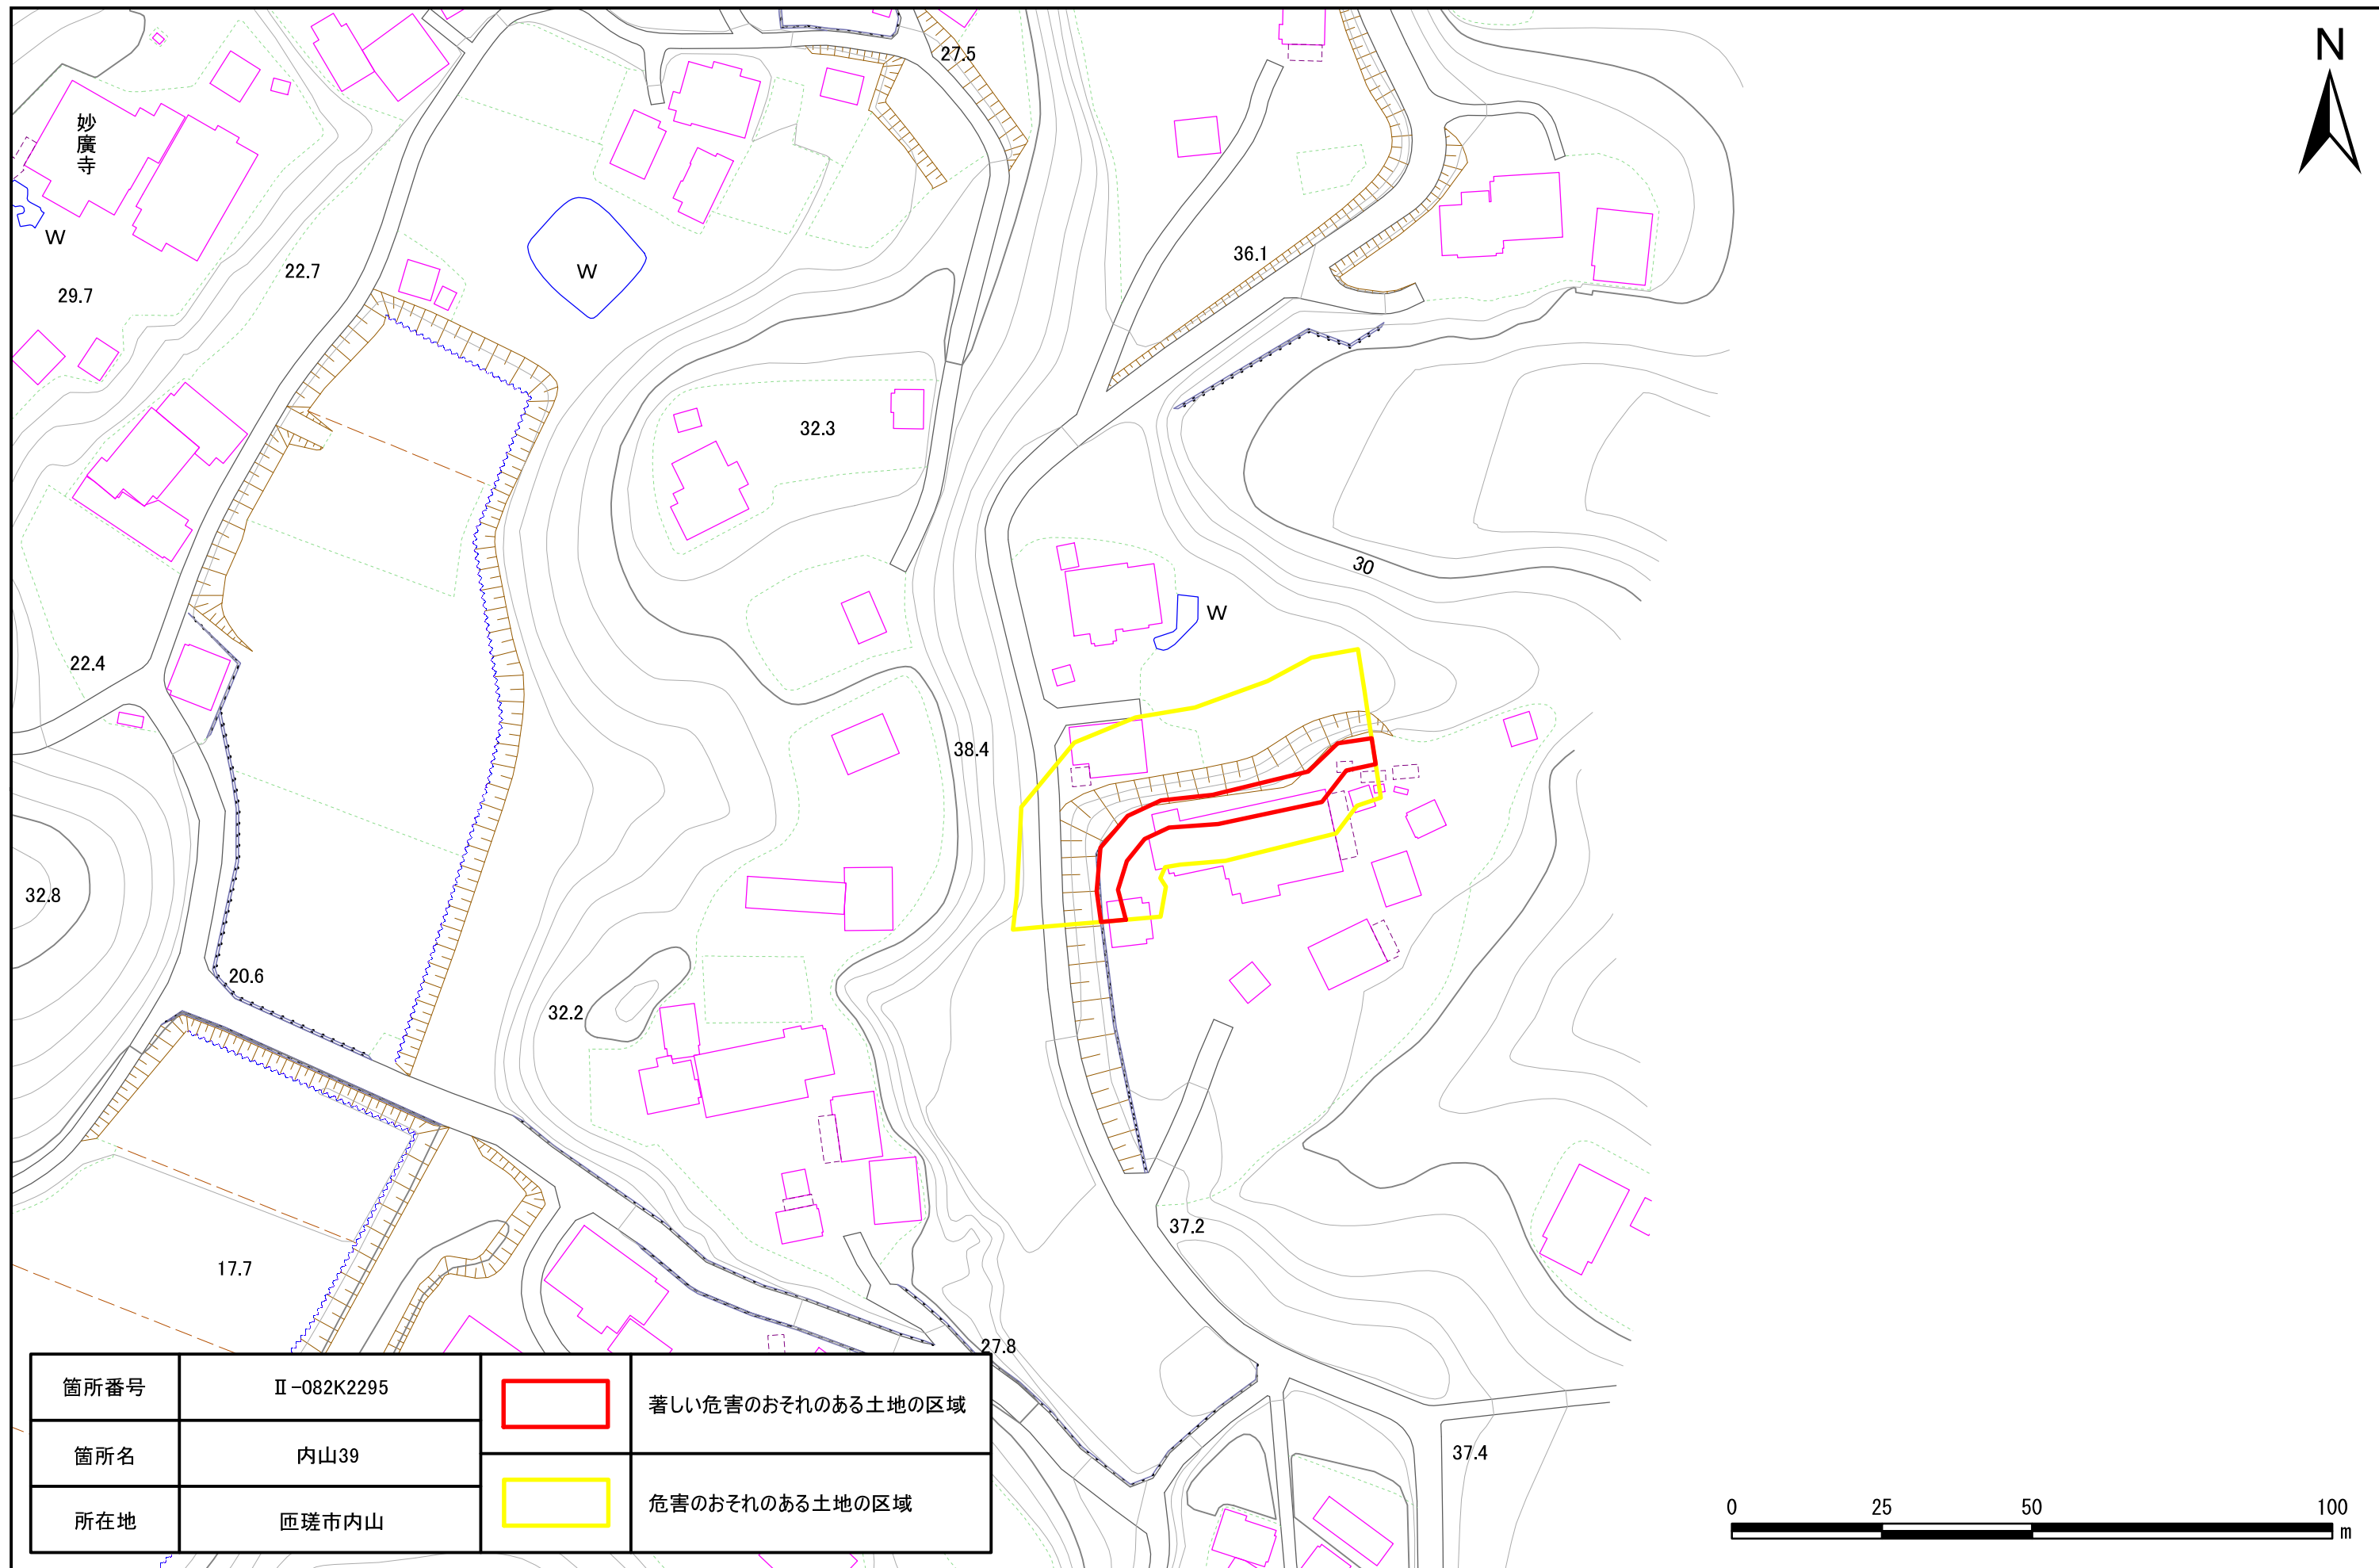 N
27.5
妙廣寺
W
36.1
22.7
W
29.7
32.3
30
W
22.4
38.4
32.8
20.6
32.2
37.2
17.7
27.8
37.4
箇所番号 Ⅱ-082K2295
箇所名 内山39
所在地 匝瑳市内山
著しい危害のおそれのある土地の区域
危害のおそれのある土地の区域
0 25 50 100
m